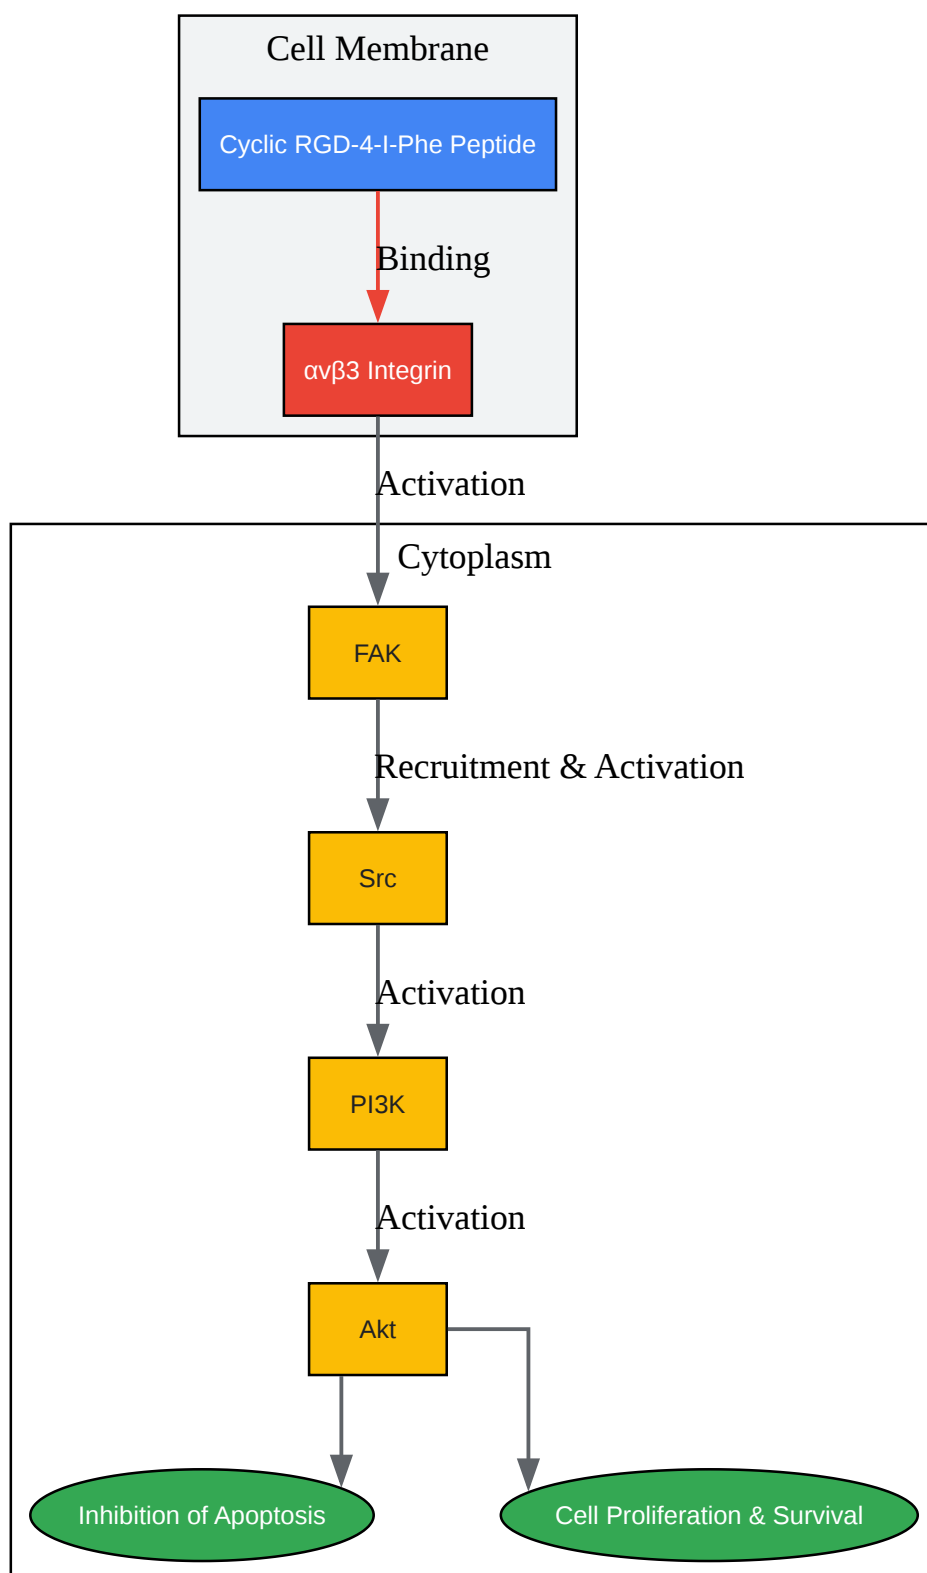 Cell Membrane
Cyclic RGD-4-I-Phe Peptide
Binding
αvβ3 Integrin
Activation
Cytoplasm
FAK
Recruitment & Activation
Src
Activation
PI3K
Activation
Akt
Inhibition of Apoptosis
Cell Proliferation & Survival